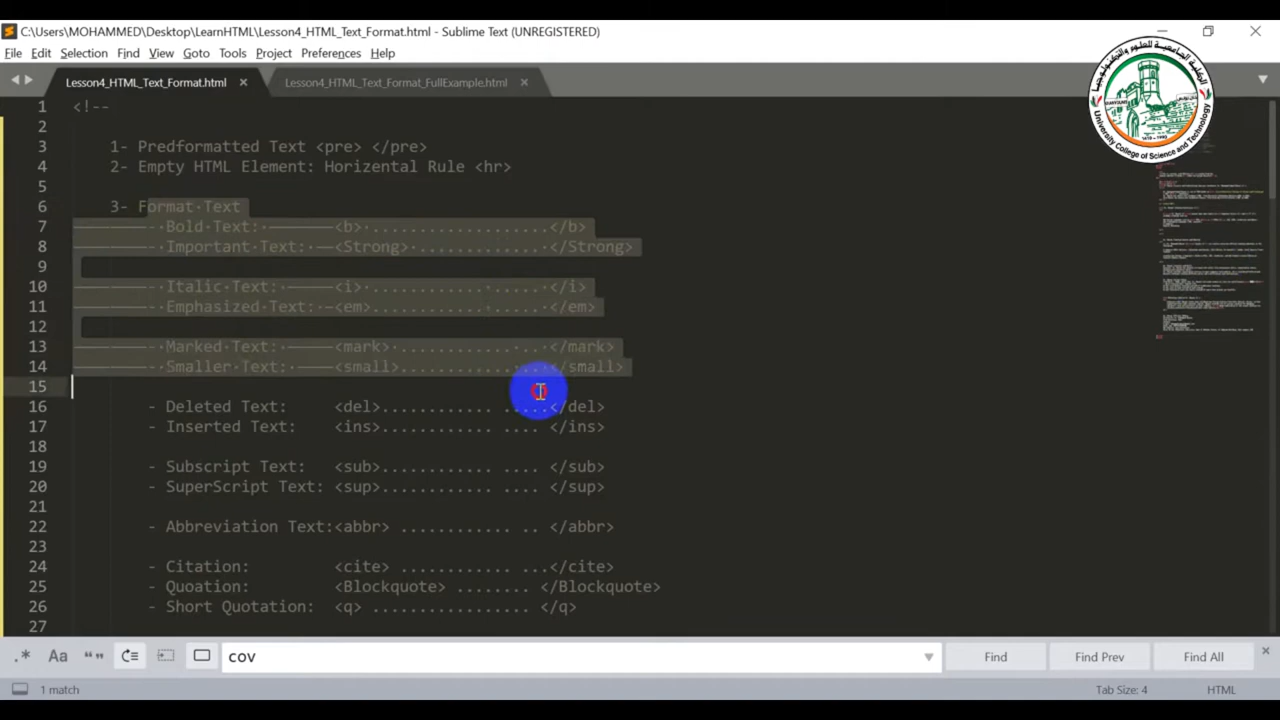 C:\Users\MOHAMMED\Desktop\LearnHTML\Lesson4_HTML_Text_Format.html - Sublime Text (UNREGISTERED)
File Edit Selection Find View Goto Tools Project Preferences Help
Lesson4_HTML_Text_Format.html Lesson4_HTML_Text_Format_FullExample.html
الكلية الجامعية للعلوم والتكنولوجيا
University College of Science and Technology
1 <!--
2
3 1- Predformatted Text <pre> </pre>
4 2- Empty HTML Element: Horizental Rule <hr>
5
6 3- Format Text
7 - Bold Text: <b> ................</b>
8 - Important Text: <Strong> ...............</Strong>
9
10 - Italic Text: <i> ............ ...</i>
11 - Emphasized Text: <em> ............ ...</em>
12
13 - Marked Text: <mark> ............ .. </mark>
14 - Smaller Text: <small>............ ...</small>
15
16 - Deleted Text: <del>............ .....</del>
17 - Inserted Text: <ins>............ .... </ins>
18
19 - Subscript Text: <sub>............ .... </sub>
20 - SuperScript Text: <sup>............ .... </sup>
21
22 - Abbreviation Text:<abbr> ............ .. </abbr>
23
24 - Citation: <cite> ............ ...</cite>
25 - Quoation: <Blockquote> ........ </Blockquote>
26 - Short Quotation: <q> ................. </q>
27
.* Aa “ ” cov Find Find Prev Find All
1 match Tab Size: 4 HTML